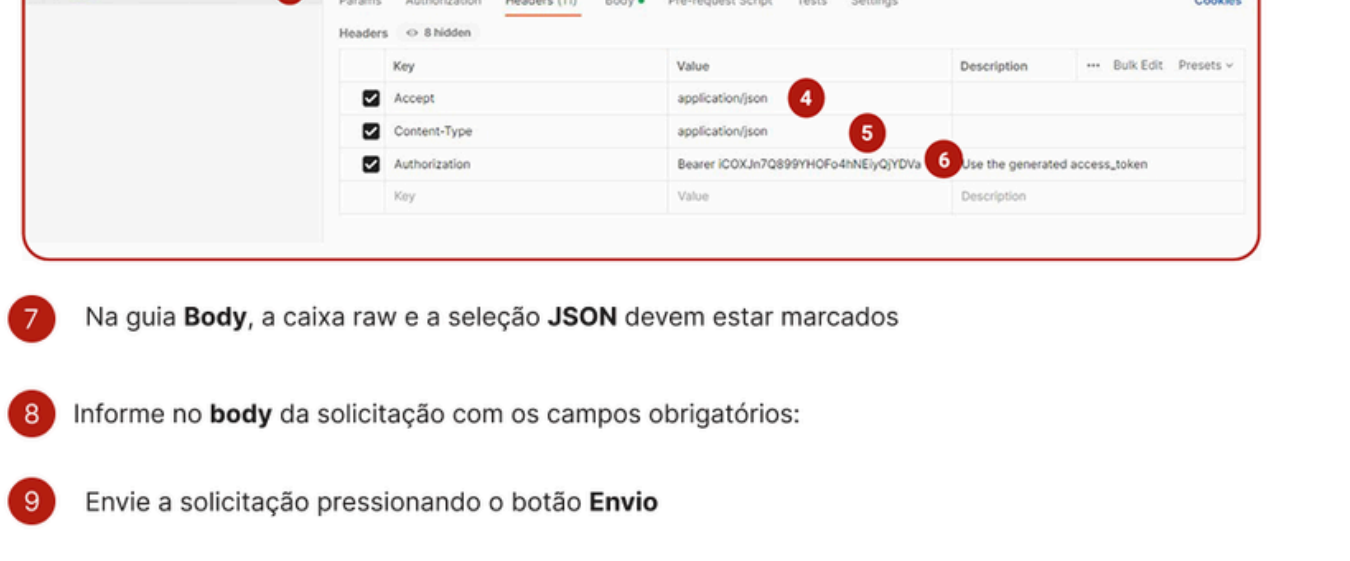 Params Authorization Headers (11) Body Pre-request Script Tests Settings Cookies
Headers 8 hidden
Key Value Description ••• Bulk Edit Presets
Accept application/json 4
Content-Type application/json 5
Authorization Bearer iCOXJn7Q899YHOFo4hNEiyQjYDVa 6 Use the generated access_token
Key Value Description
7 Na guia Body, a caixa raw e a seleção JSON devem estar marcados
8 Informe no body da solicitação com os campos obrigatórios:
9 Envie a solicitação pressionando o botão Envio